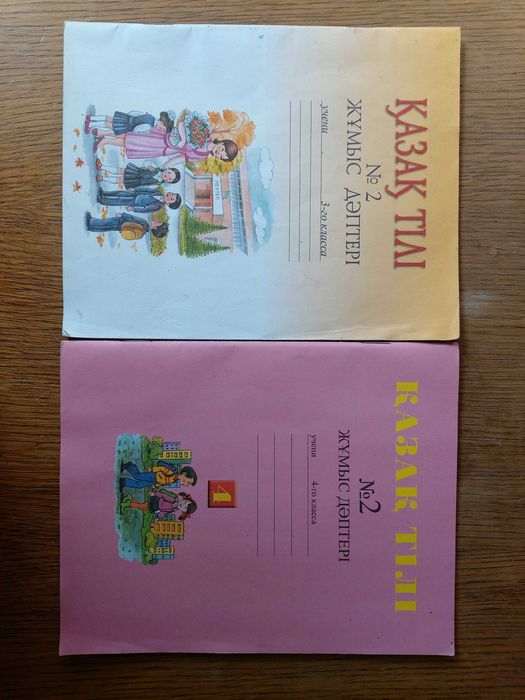 ҚАЗАҚ ТІЛІ
№ 2
ЖҰМЫС ДӘПТЕРІ
учени
3-го класса
ҚАЗАҚ ТІЛІ
№2
ЖҰМЫС ДӘПТЕРІ
учени
4-го класса
4